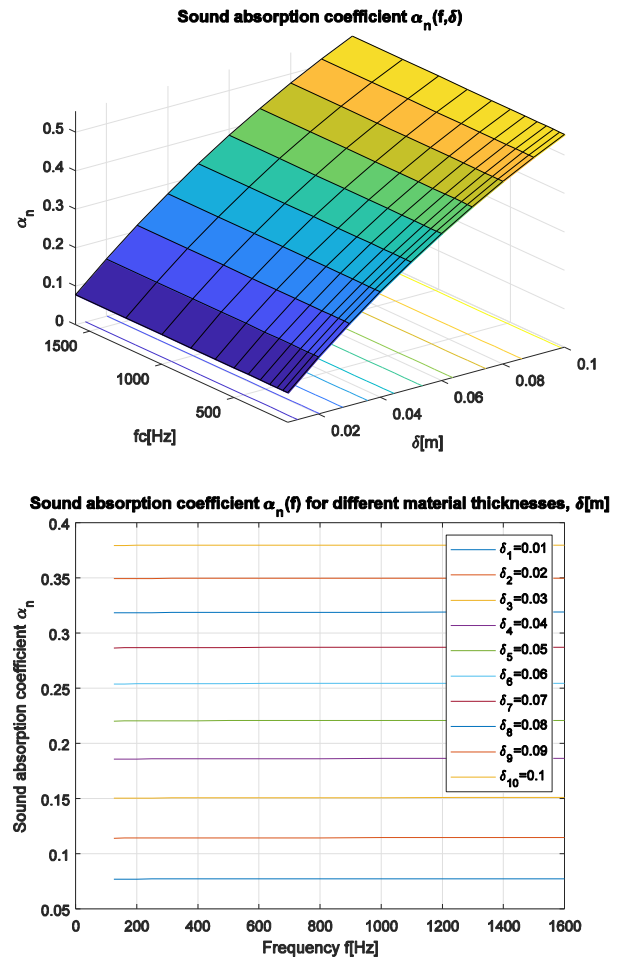 Sound absorption coefficient αn(f,δ)
0.5
0.4
0.3
0.2
0.1
0
αn
1500
1000
500
fc[Hz]
0.02
0.04
0.06
0.08
0.1
δ[m]
Sound absorption coefficient αn(f) for different material thicknesses, δ[m]
0.4
0.35
0.3
0.25
0.2
0.15
0.1
0.05
Sound absorption coefficient αn
δ1=0.01
δ2=0.02
δ3=0.03
δ4=0.04
δ5=0.05
δ6=0.06
δ7=0.07
δ8=0.08
δ9=0.09
δ10=0.1
0 200 400 600 800 1000 1200 1400 1600
Frequency f[Hz]